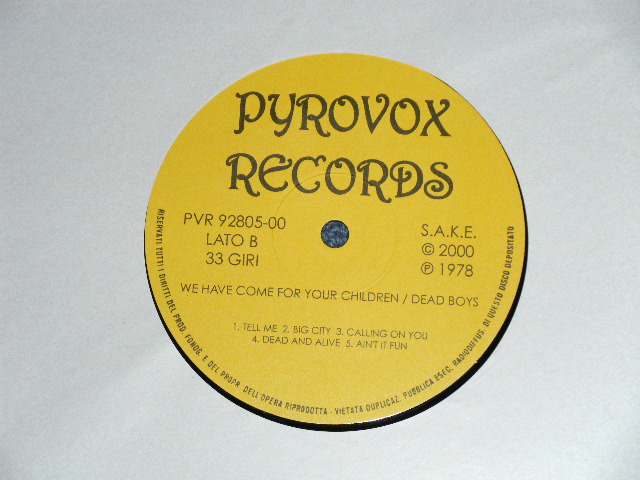 PYROVOX
RECORDS
PVR 92805-00
LATO B
33 GIRI
S.A.K.E.
© 2000
℗ 1978
WE HAVE COME FOR YOUR CHILDREN / DEAD BOYS
1. TELL ME 2. BIG CITY 3. CALLING ON YOU
4. DEAD AND ALIVE 5. AIN'T IT FUN
RISERVATI TUTTI I DIRITTI DEL PROD. FONOG. E DEL PROPR. DELL'OPERA RIPRODOTTA - VIETATA DUPLICAZ. PUBBLICA ESEC. RADIODIFFUS. DI QUESTO DISCO DEPOSITATO